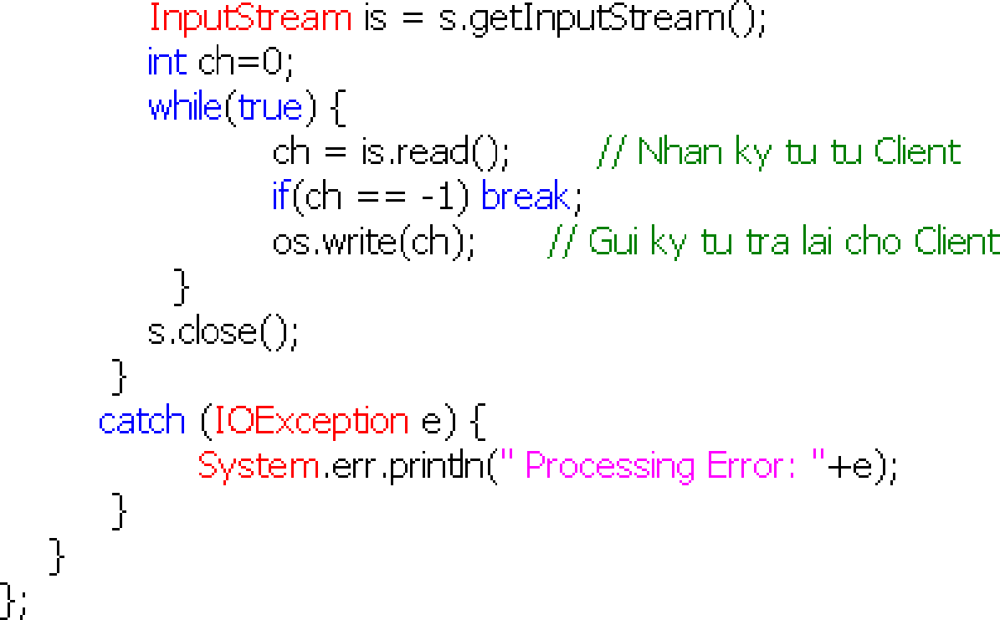 InputStream is = s.getInputStream();
int ch=0;
while(true) {
ch = is.read(); // Nhan ky tu tu Client
if(ch == -1) break;
os.write(ch); // Gui ky tu tra lai cho Client
}
s.close();
}
catch (IOException e) {
System.err.println(" Processing Error: "+e);
}
}
};